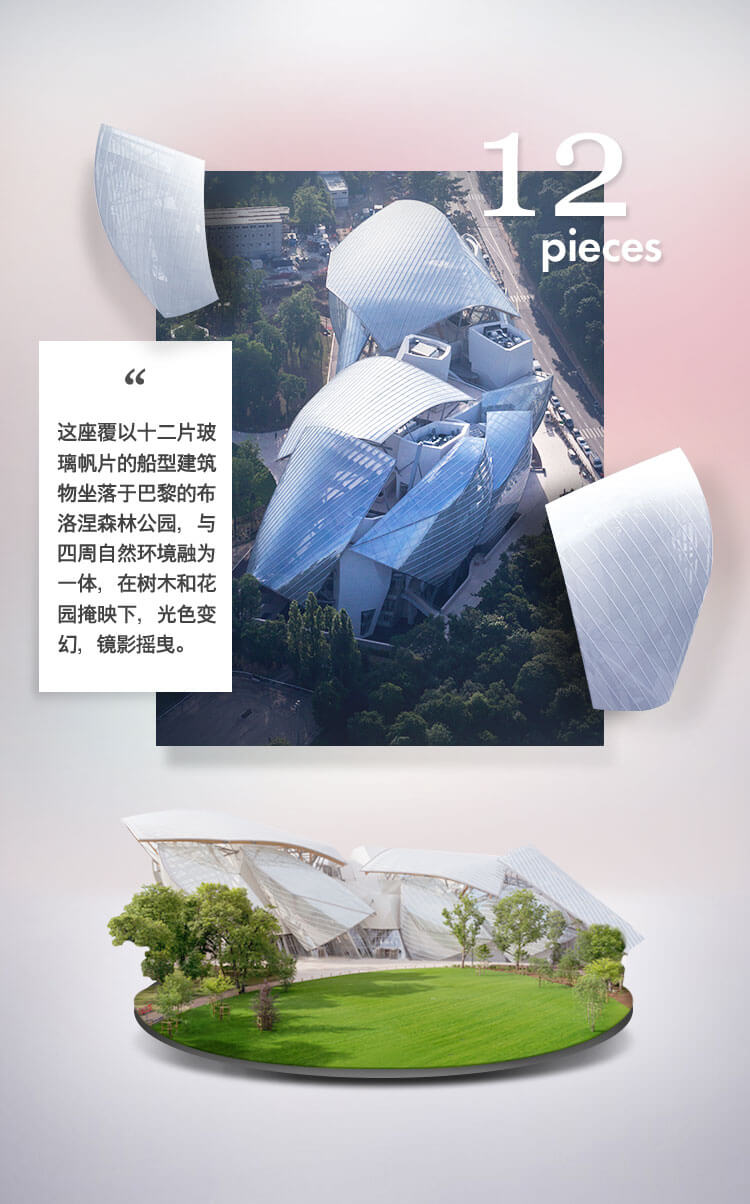 12
pieces
“
这座覆以十二片玻
璃帆片的船型建筑
物坐落于巴黎的布
洛涅森林公园，与
四周自然环境融为
一体，在树木和花
园掩映下，光色变
幻，镜影摇曳。